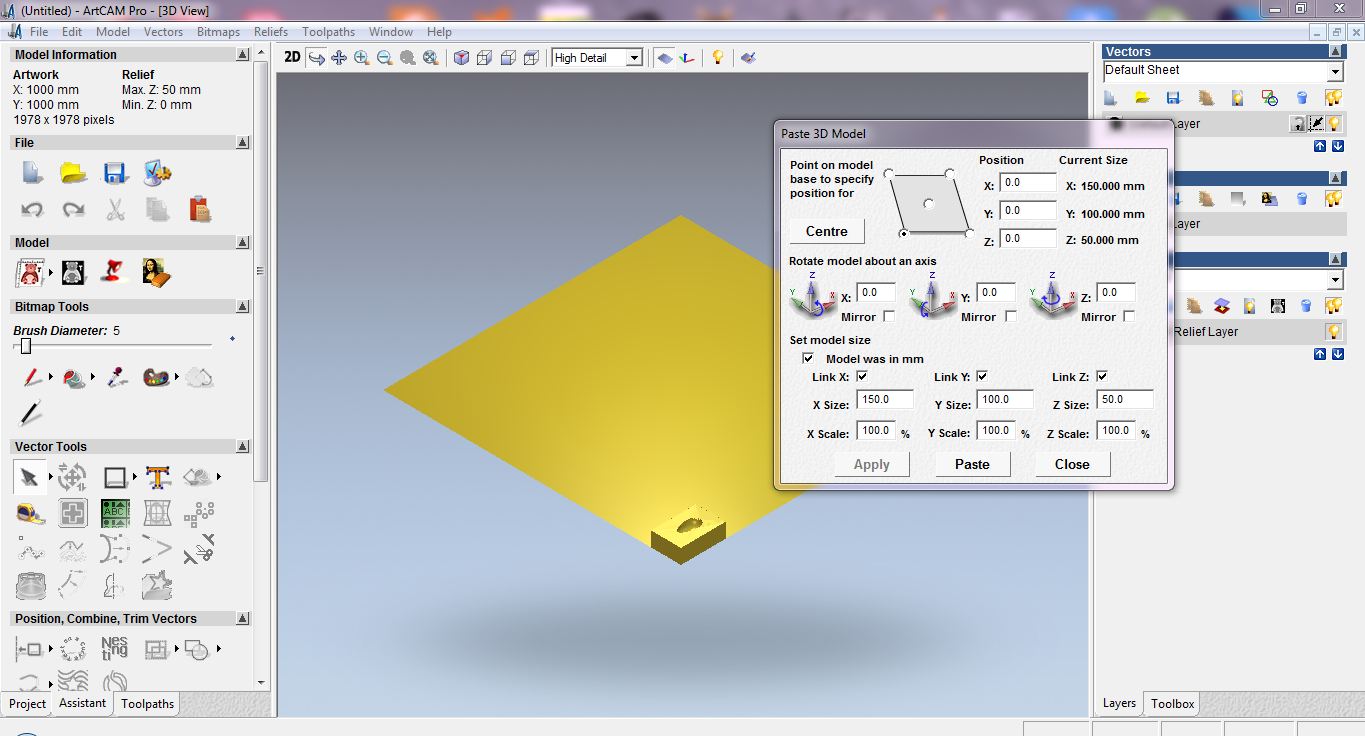 (Untitled) - ArtCAM Pro - [3D View]
File Edit Model Vectors Bitmaps Reliefs Toolpaths Window Help
Model Information
Artwork Relief
X: 1000 mm Max. Z: 50 mm
Y: 1000 mm Min. Z: 0 mm
1978 x 1978 pixels
File
Model
Bitmap Tools
Brush Diameter: 5
Vector Tools
ABC
Position, Combine, Trim Vectors
Nes
ting
Project Assistant Toolpaths
2D High Detail
Paste 3D Model
Point on model
base to specify
position for
Centre
Position Current Size
X: 0.0 X: 150.000 mm
Y: 0.0 Y: 100.000 mm
Z: 0.0 Z: 50.000 mm
Rotate model about an axis
Z Y X X: 0.0 Z Y X Y: 0.0 Z Y X Z: 0.0
Mirror Mirror Mirror
Set model size
Model was in mm
Link X: Link Y: Link Z:
X Size: 150.0 Y Size: 100.0 Z Size: 50.0
X Scale: 100.0 % Y Scale: 100.0 % Z Scale: 100.0 %
Apply Paste Close
Vectors
Default Sheet
Layer
Layer
Relief Layer
Layers Toolbox